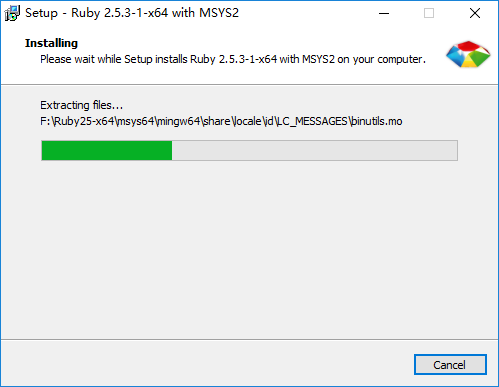 Setup - Ruby 2.5.3-1-x64 with MSYS2
Installing
Please wait while Setup installs Ruby 2.5.3-1-x64 with MSYS2 on your computer.
Extracting files...
F:\Ruby25-x64\msys64\mingw64\share\locale\id\LC_MESSAGES\binutils.mo
Cancel